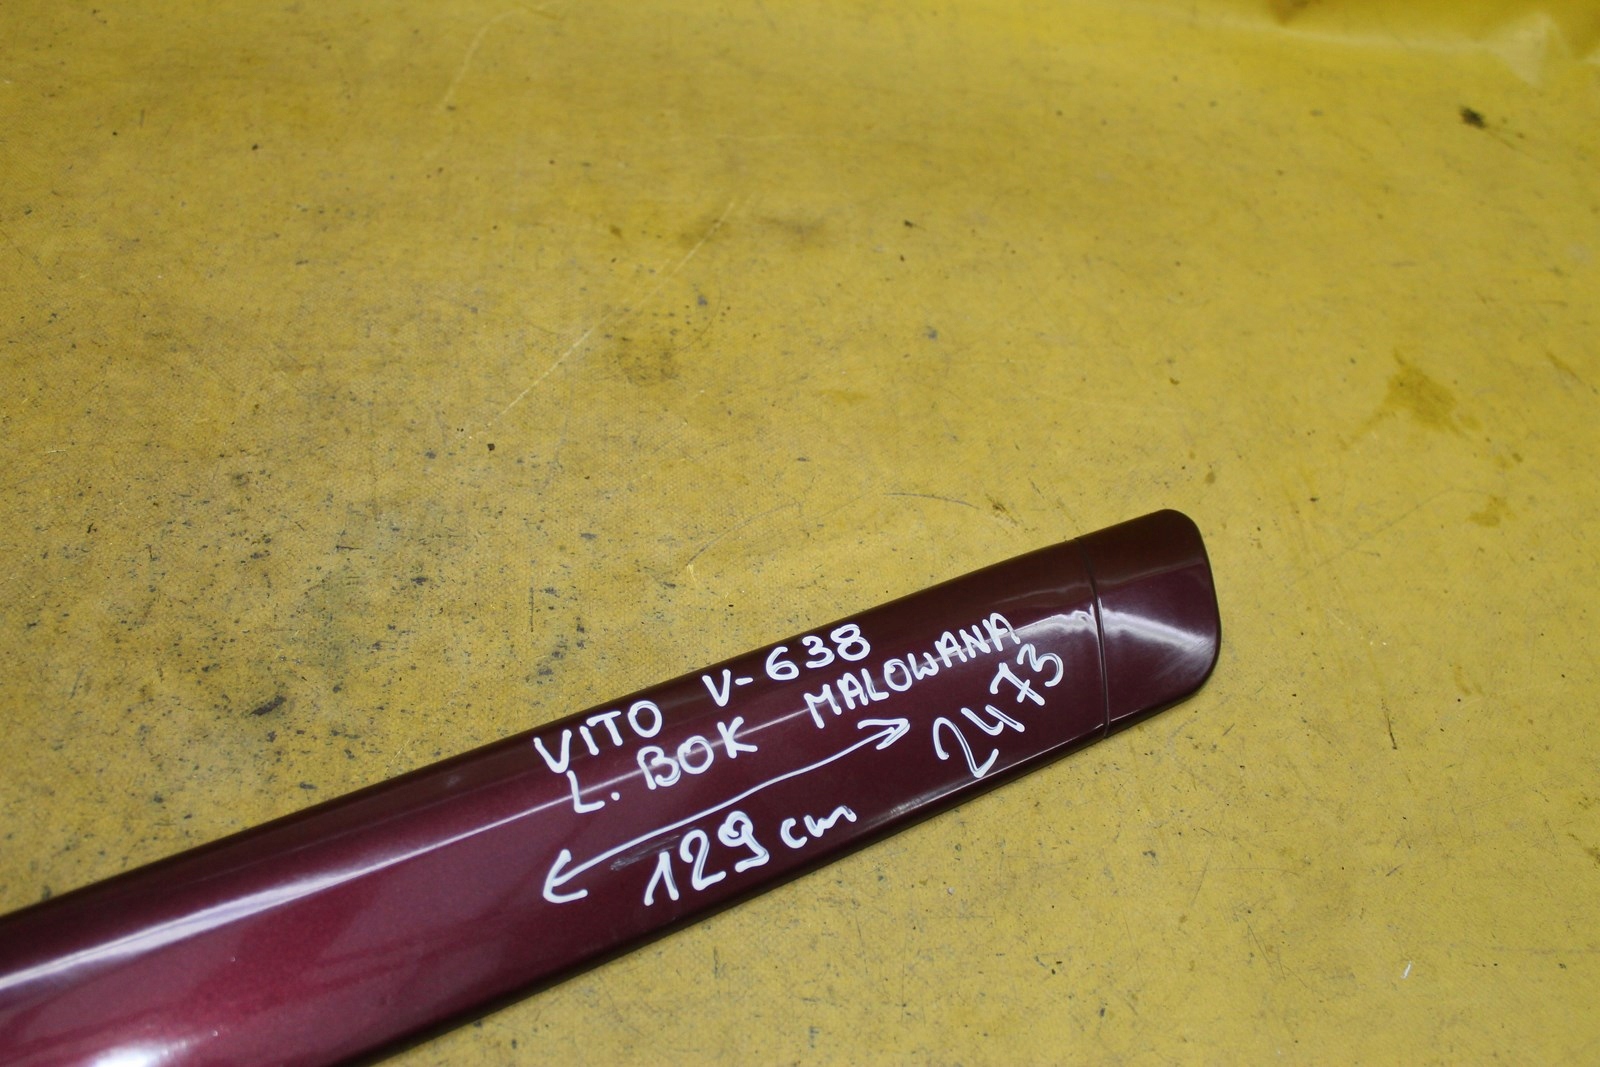 VITO V-638
L. BOK MALOWANA
2473
129 cm